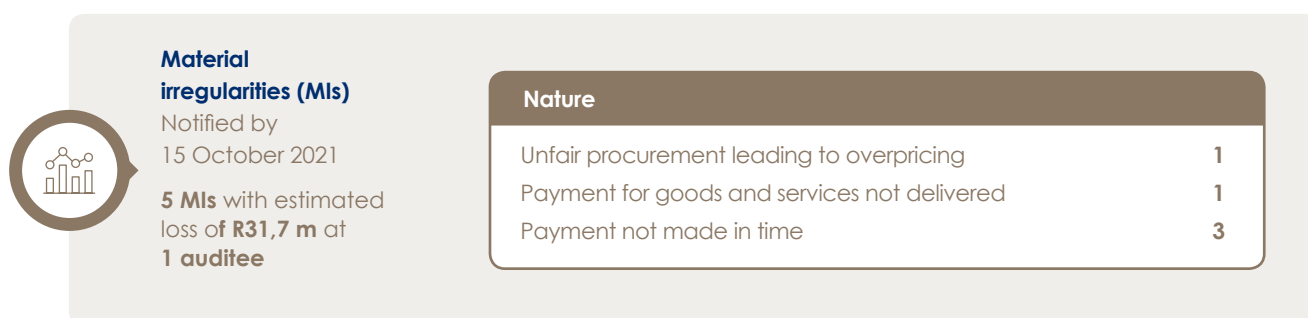 Material
irregularities (MIs)
Notified by
15 October 2021
5 MIs with estimated
loss of R31,7 m at
1 auditee
Nature
Unfair procurement leading to overpricing 1
Payment for goods and services not delivered 1
Payment not made in time 3